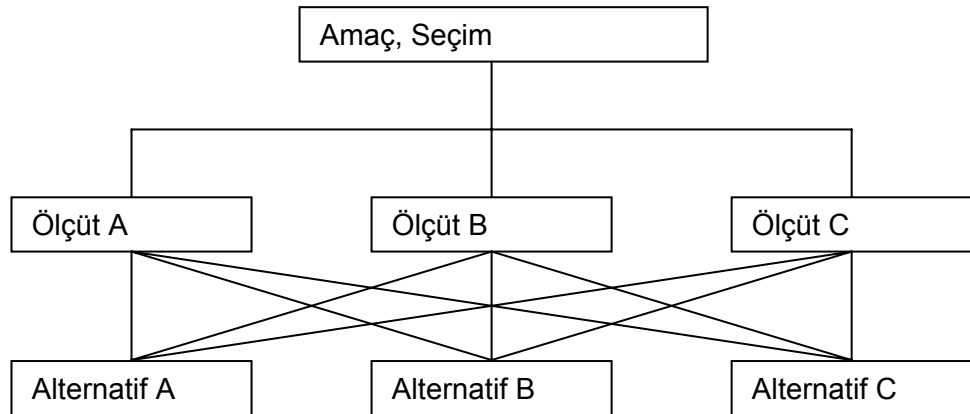 Amaç, Seçim
Ölçüt A
Ölçüt B
Ölçüt C
Alternatif A
Alternatif B
Alternatif C